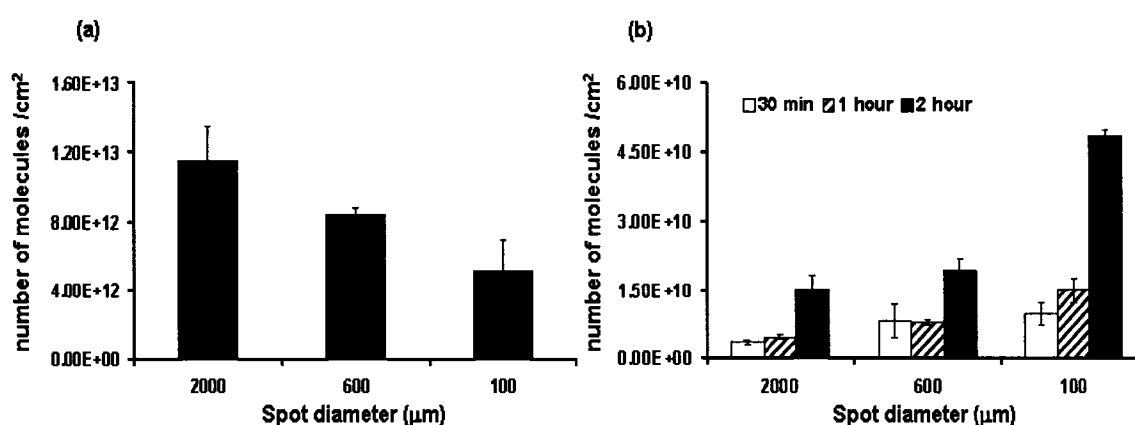 (a)
number of molecules /cm²
1.60E+13
1.20E+13
8.00E+12
4.00E+12
0.00E+00
2000 600 100
Spot diameter (μm)
(b)
number of molecules /cm²
6.00E+10
4.50E+10
3.00E+10
1.50E+10
0.00E+00
30 min 1 hour 2 hour
2000 600 100
Spot diameter (μm)